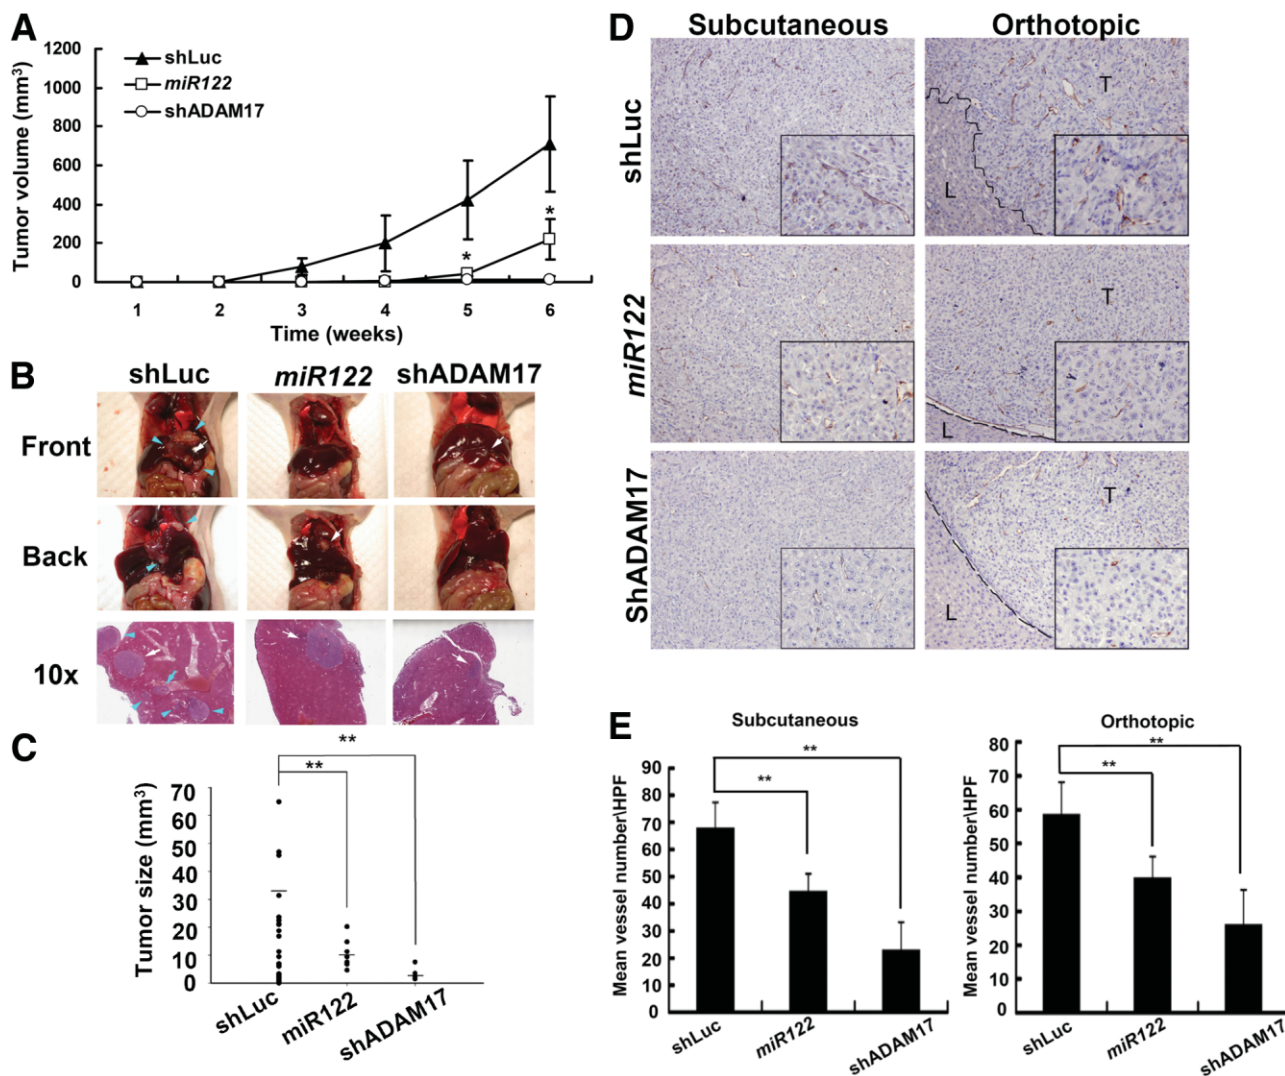 A
1200
1000
800
600
400
200
0
Tumor volume (mm³)
shLuc
miR122
shADAM17
*
*
1 2 3 4 5 6
Time (weeks)
B
shLuc miR122 shADAM17
Front
Back
10x
C
**
**
70
60
50
40
30
20
10
0
Tumor size (mm³)
shLuc
miR122
shADAM17
D
Subcutaneous Orthotopic
shLuc
T
L
miR122
T
L
ShADAM17
T
L
E
Subcutaneous
**
**
90
80
70
60
50
40
30
20
10
0
Mean vessel number\HPF
shLuc
miR122
shADAM17
Orthotopic
**
**
80
70
60
50
40
30
20
10
0
Mean vessel number\HPF
shLuc
miR122
shADAM17